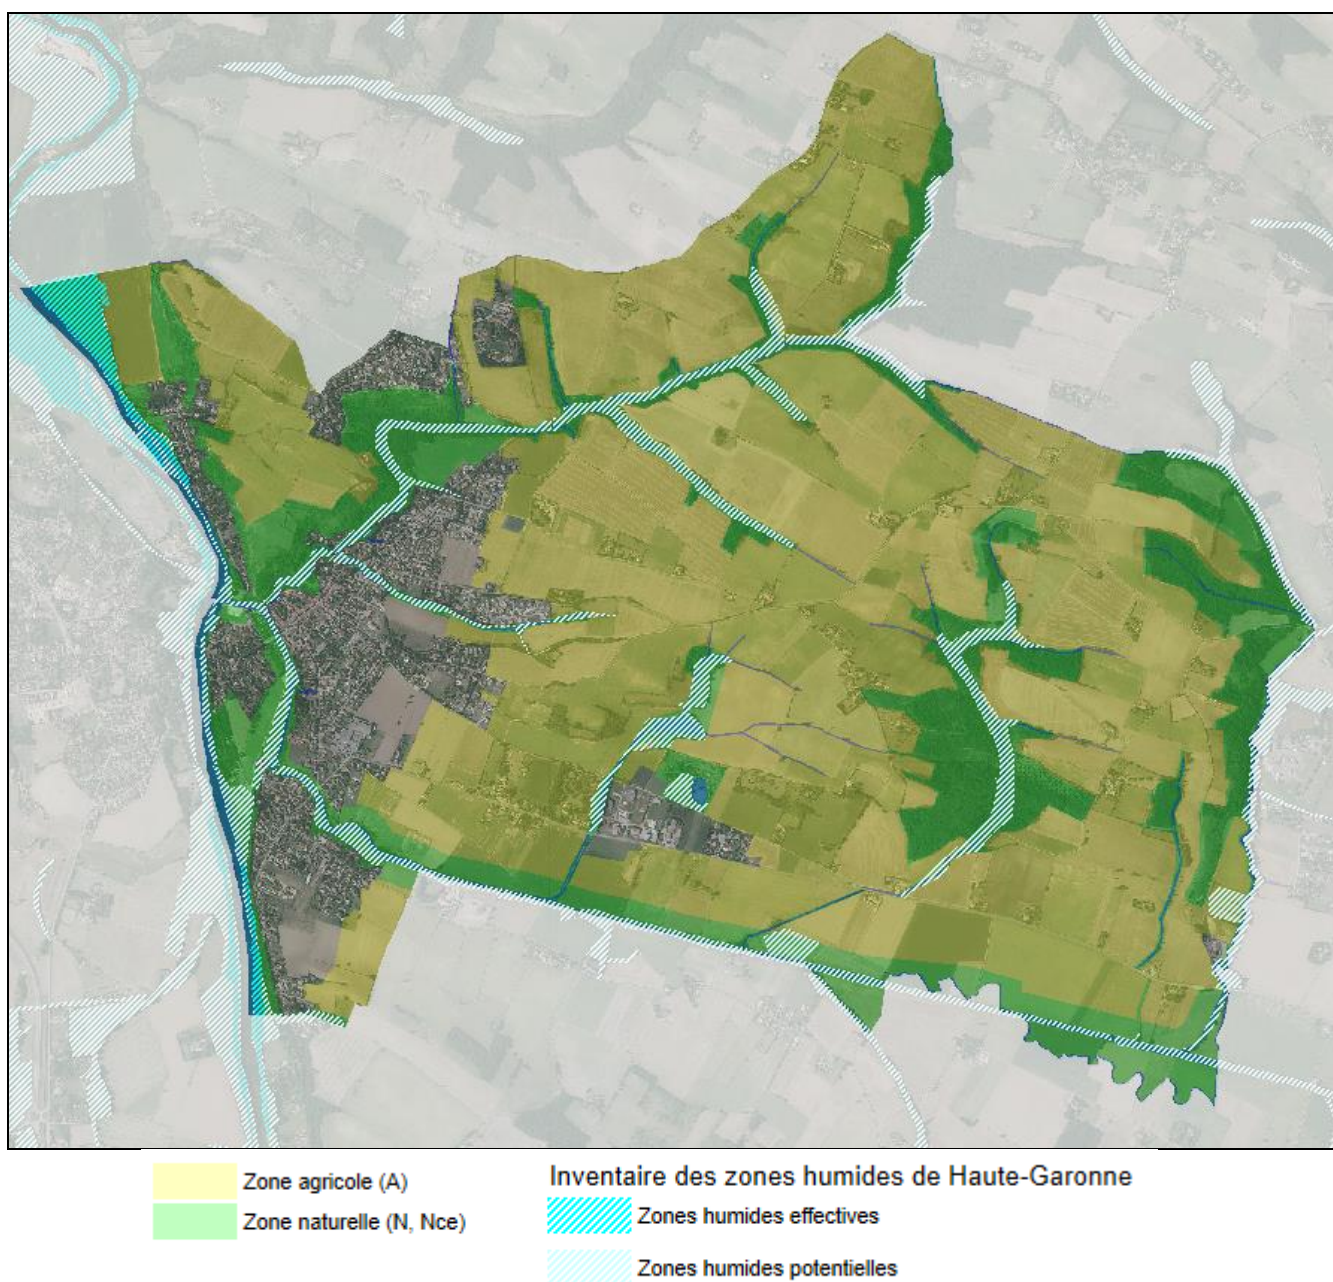 Zone agricole (A)
Zone naturelle (N, Nce)
Inventaire des zones humides de Haute-Garonne
Zones humides effectives
Zones humides potentielles